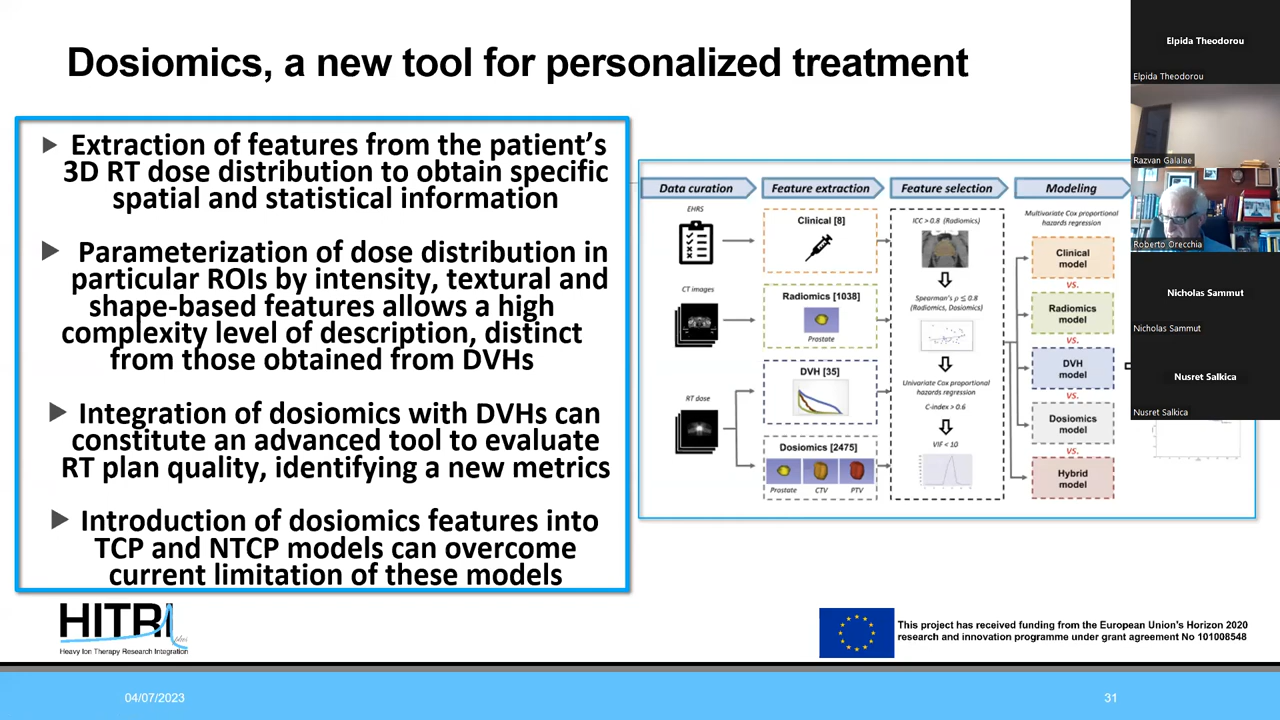 Dosiomics, a new tool for personalized treatment
Extraction of features from the patient's
3D RT dose distribution to obtain specific
spatial and statistical information
Parameterization of dose distribution in
particular ROIs by intensity, textural and
shape-based features allows a high
complexity level of description, distinct
from those obtained from DVHs
Integration of dosiomics with DVHs can
constitute an advanced tool to evaluate
RT plan quality, identifying a new metrics
Introduction of dosiomics features into
TCP and NTCP models can overcome
current limitation of these models
Data curation
EHRS
CT images
RT dose
Feature extraction
Clinical [8]
Radiomics [1038]
Prostate
DVH [35]
Dosiomics [2475]
Prostate CTV PTV
Feature selection
ICC > 0.8 (Radiomics)
Spearman's ρ ≤ 0.8
(Radiomics, Dosiomics)
Univariate Cox proportional
hazards regression
C-index > 0.6
VIF < 10
Modeling
Multivariate Cox proportional
hazards regression
Clinical
model
VS.
Radiomics
model
VS.
DVH
model
VS.
Dosiomics
model
VS.
Hybrid
model
Elpida Theodorou
Elpida Theodorou
Razvan Galalae
Roberto Orecchia
Nicholas Sammut
Nicholas Sammut
Nusret Salkica
Nusret Salkica
HITRI plus
Heavy Ion Therapy Research Integration
This project has received funding from the European Union's Horizon 2020
research and innovation programme under grant agreement No 101008548
04/07/2023
31